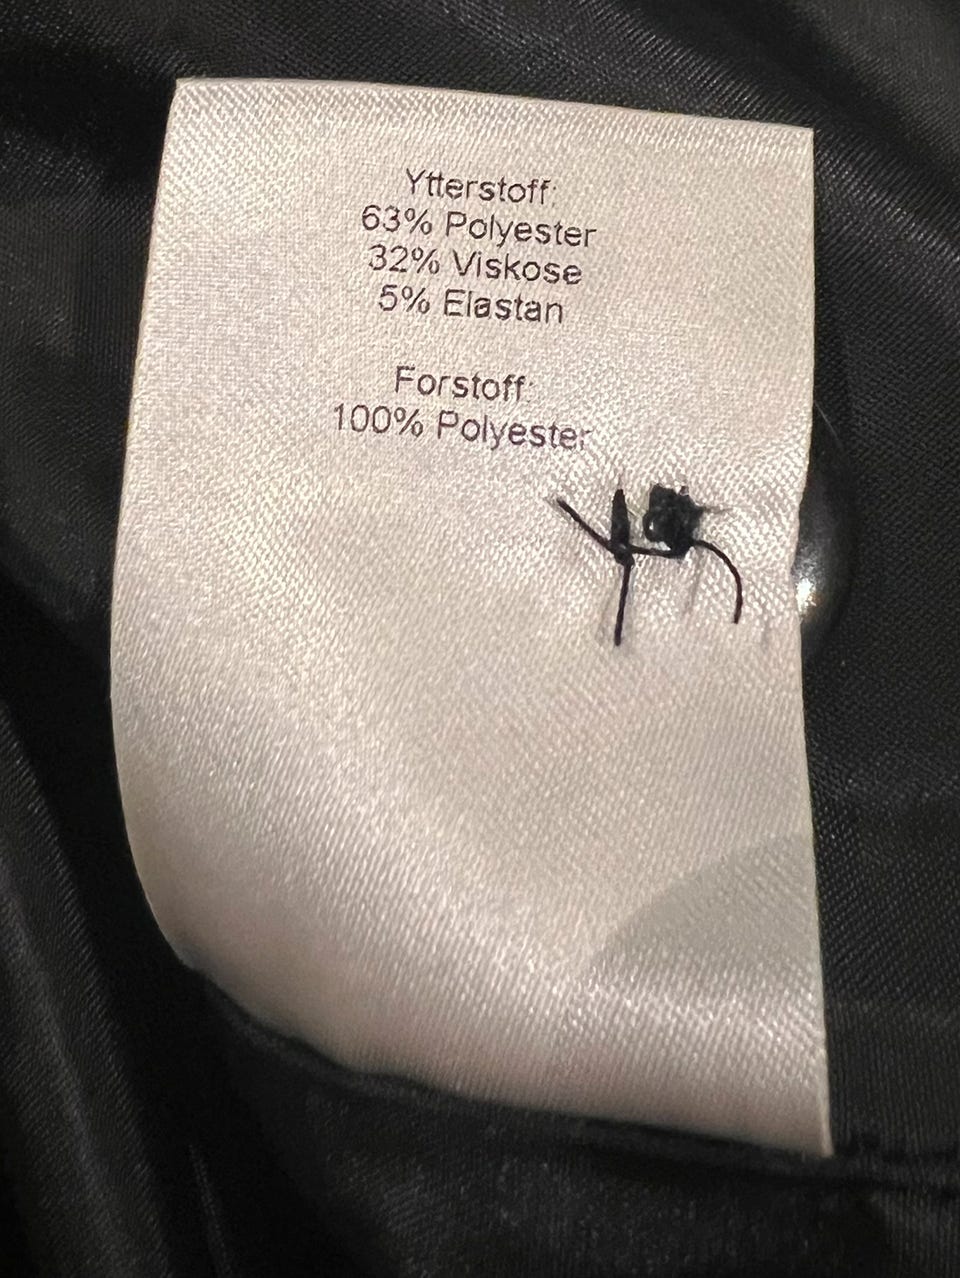 Ytterstoff:
63% Polyester
32% Viskose
5% Elastan
Forstoff:
100% Polyester